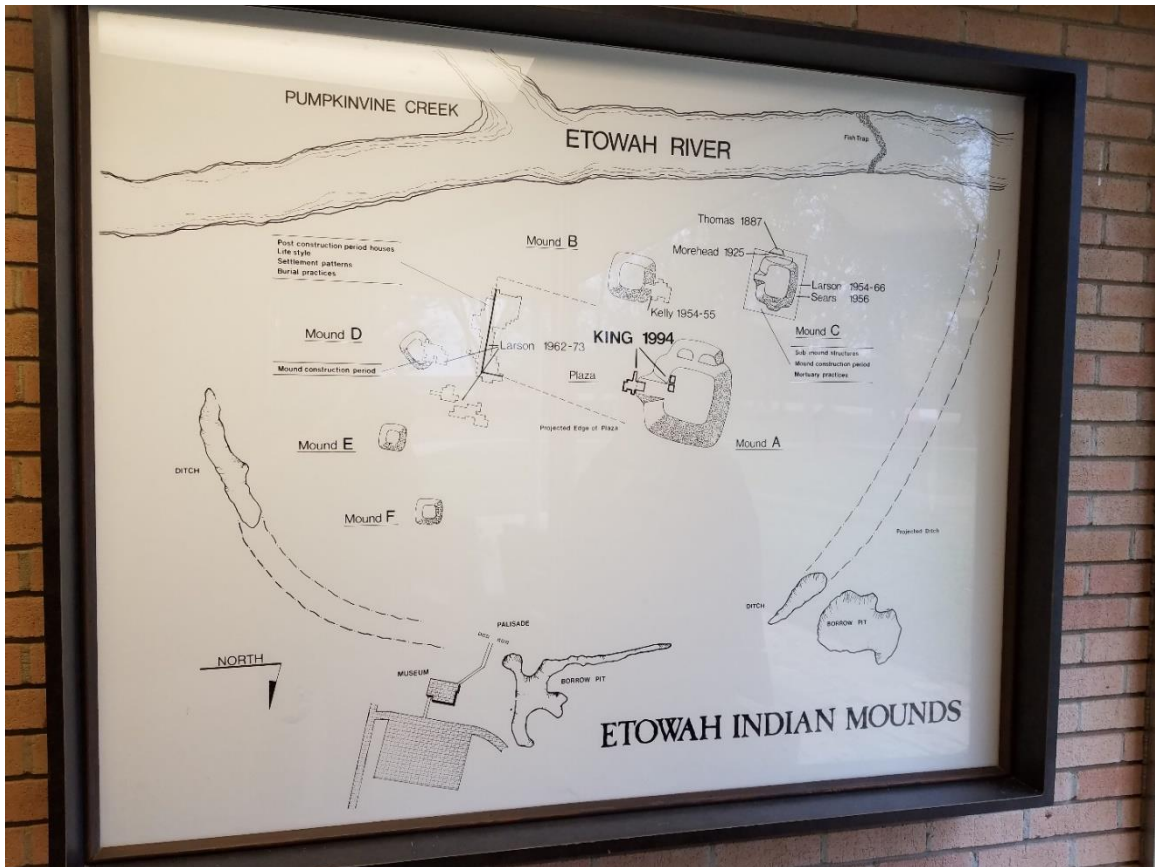 PUMPKINVINE CREEK
ETOWAH RIVER
Fish Trap
Thomas 1887
Morehead 1925
Larson 1954-66
Sears 1956
Mound C
Sub mound structures
Mound construction period
Mortuary practices
Mound B
Kelly 1954-55
Post construction period houses
Life style
Settlement patterns
Burial practices
Mound D
Mound construction period
Larson 1962-73
KING 1994
Plaza
Projected Edge of Plaza
Mound A
Mound E
DITCH
Mound F
Projected Ditch
DITCH
BORROW PIT
PALISADE
NORTH
MUSEUM
BORROW PIT
ETOWAH INDIAN MOUNDS